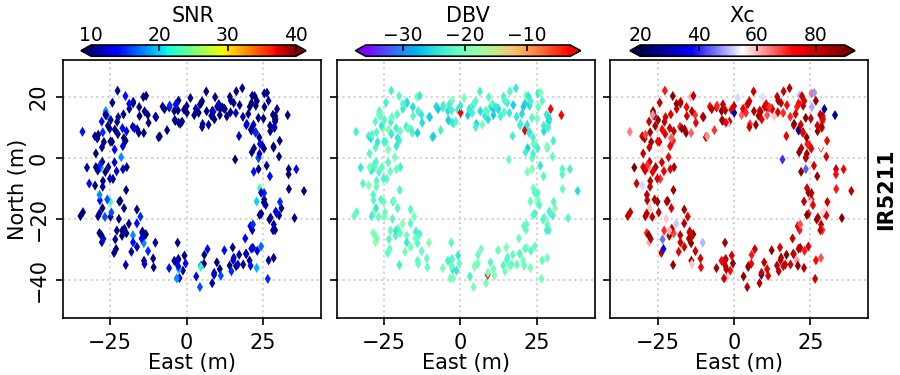 SNR DBV Xc
10 20 30 40 −30 −20 −10 20 40 60 80
20
0
−20
−40
North (m)
IR5211
−25 0 25 −25 0 25 −25 0 25
East (m) East (m) East (m)